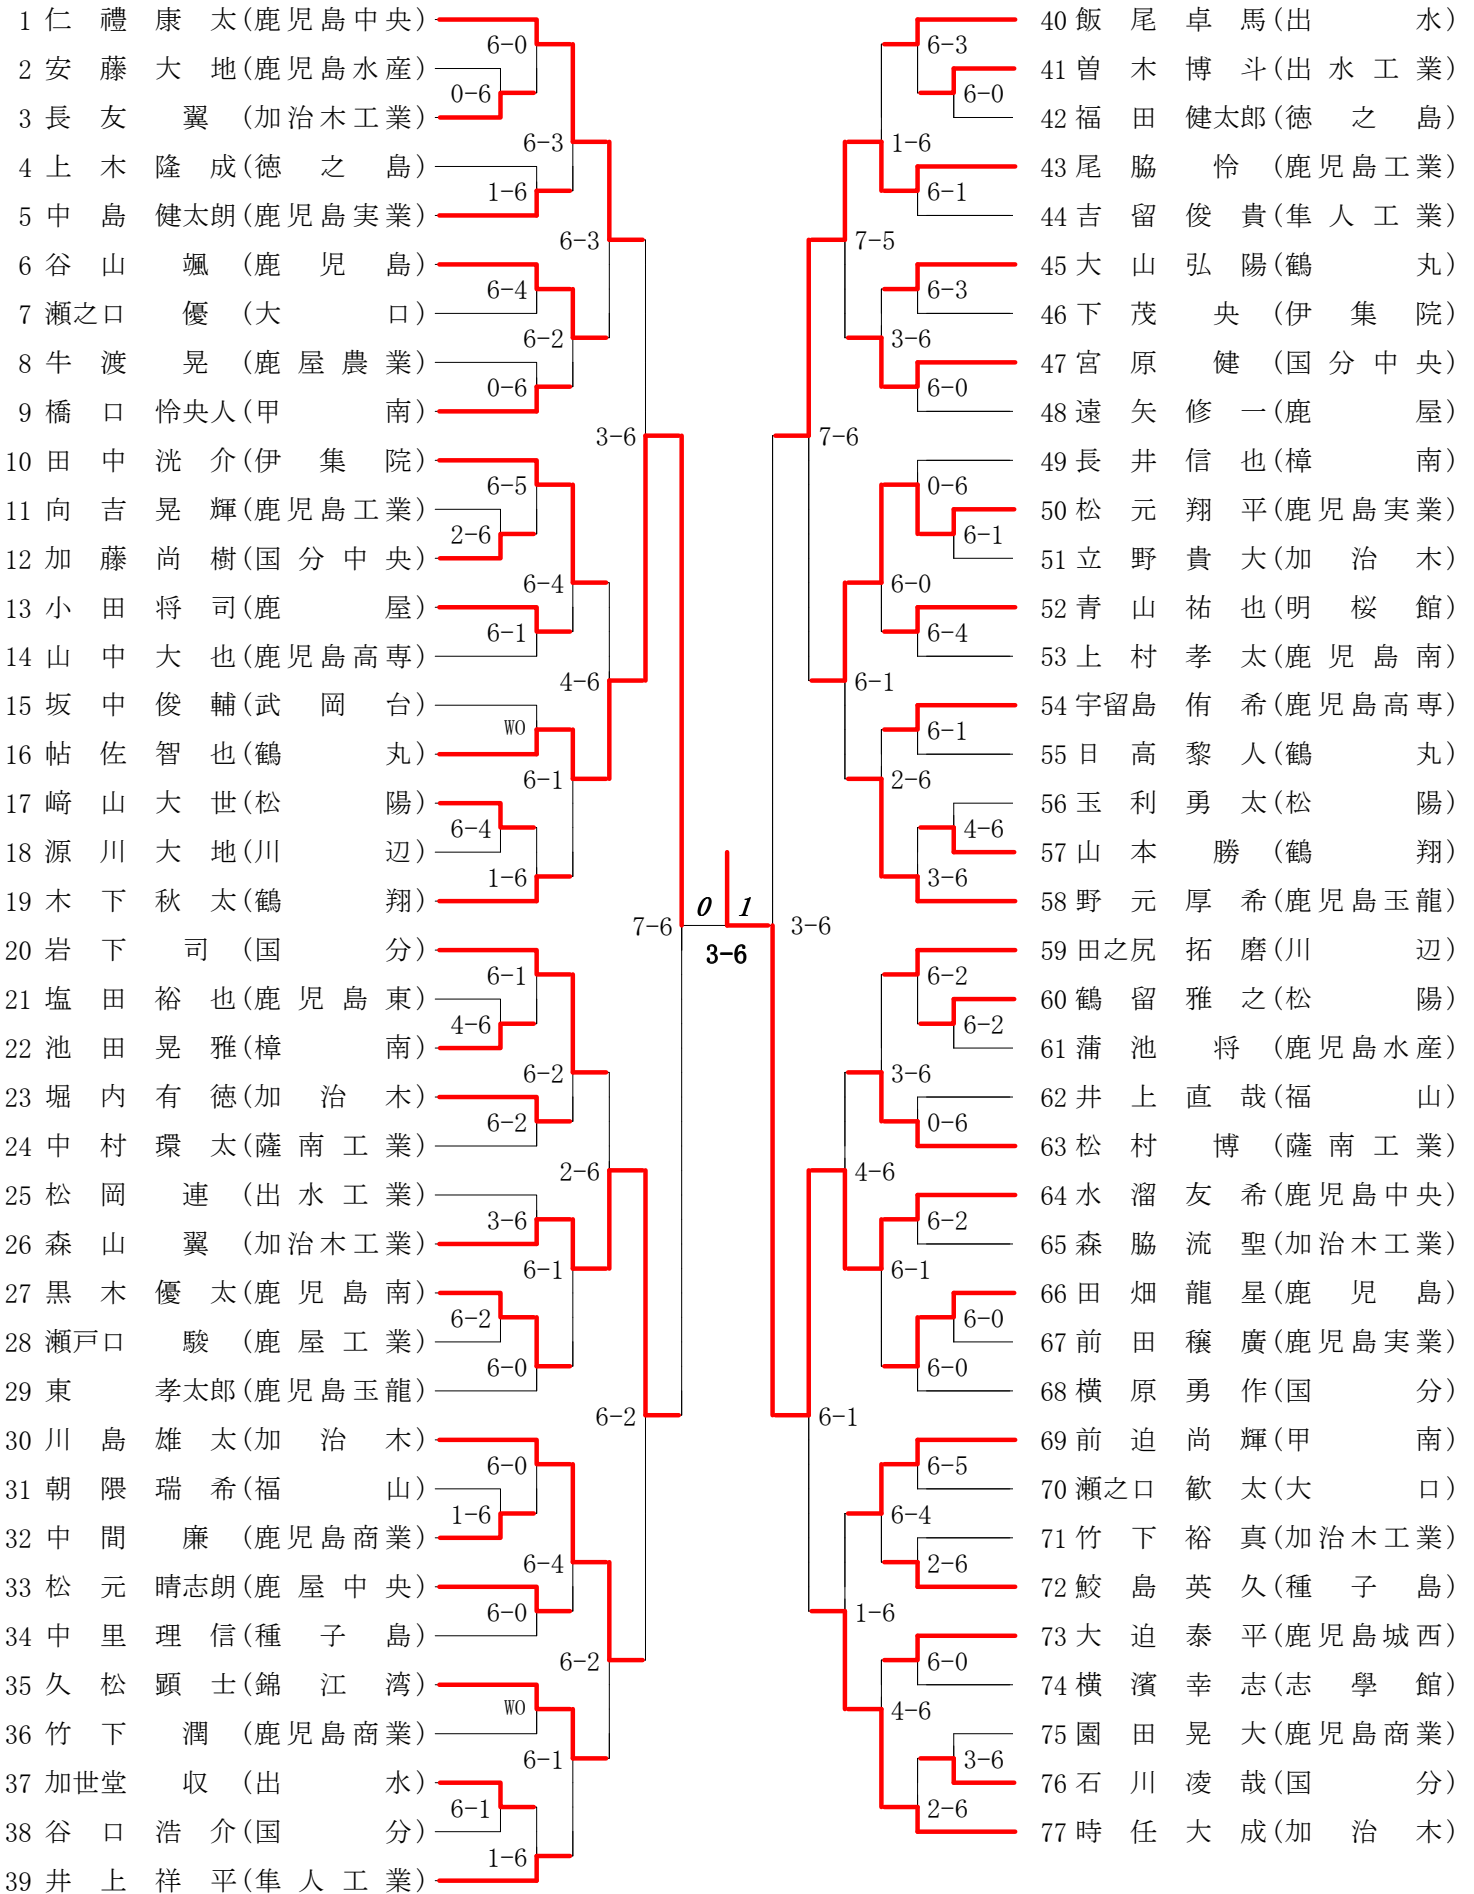 1 仁禮康太(鹿児島中央)
6-0
2 安藤大地(鹿児島水産)
0-6
3 長友翼(加治木工業)
6-3
4 上木隆成(徳之島)
1-6
5 中島健太朗(鹿児島実業)
6-3
6 谷山颯(鹿児島)
6-4
7 瀬之口優(大口)
6-2
8 牛渡晃(鹿屋農業)
0-6
9 橋口怜央人(甲南)
3-6
10 田中洸介(伊集院)
6-5
11 向吉晃輝(鹿児島工業)
2-6
12 加藤尚樹(国分中央)
6-4
13 小田将司(鹿屋)
6-1
14 山中大也(鹿児島高専)
4-6
15 坂中俊輔(武岡台)
WO
16 帖佐智也(鶴丸)
6-1
17 﨑山大世(松陽)
6-4
18 源川大地(川辺)
1-6
19 木下秋太(鶴翔)
7-6
20 岩下司(国分)
6-1
21 塩田裕也(鹿児島東)
4-6
22 池田晃雅(樟南)
6-2
23 堀内有徳(加治木)
6-2
24 中村環太(薩南工業)
2-6
25 松岡連(出水工業)
3-6
26 森山翼(加治木工業)
6-1
27 黒木優太(鹿児島南)
6-2
28 瀬戸口駿(鹿屋工業)
6-0
29 東孝太郎(鹿児島玉龍)
6-2
30 川島雄太(加治木)
6-0
31 朝隈瑞希(福山)
1-6
32 中間廉(鹿児島商業)
6-4
33 松元晴志朗(鹿屋中央)
6-0
34 中里理信(種子島)
6-2
35 久松顕士(錦江湾)
WO
36 竹下潤(鹿児島商業)
6-1
37 加世堂収(出水)
6-1
38 谷口浩介(国分)
1-6
39 井上祥平(隼人工業)
0 1
3-6
40 飯尾卓馬(出水)
6-3
41 曽木博斗(出水工業)
6-0
42 福田健太郎(徳之島)
1-6
43 尾脇怜(鹿児島工業)
6-1
44 吉留俊貴(隼人工業)
7-5
45 大山弘陽(鶴丸)
6-3
46 下茂央(伊集院)
3-6
47 宮原健(国分中央)
6-0
48 遠矢修一(鹿屋)
7-6
49 長井信也(樟南)
0-6
50 松元翔平(鹿児島実業)
6-1
51 立野貴大(加治木)
6-0
52 青山祐也(明桜館)
6-4
53 上村孝太(鹿児島南)
6-1
54 宇留島侑希(鹿児島高専)
6-1
55 日高黎人(鶴丸)
2-6
56 玉利勇太(松陽)
4-6
57 山本勝(鶴翔)
3-6
58 野元厚希(鹿児島玉龍)
3-6
59 田之尻拓磨(川辺)
6-2
60 鶴留雅之(松陽)
6-2
61 蒲池将(鹿児島水産)
3-6
62 井上直哉(福山)
0-6
63 松村博(薩南工業)
4-6
64 水溜友希(鹿児島中央)
6-2
65 森脇流聖(加治木工業)
6-1
66 田畑龍星(鹿児島)
6-0
67 前田穣廣(鹿児島実業)
6-0
68 横原勇作(国分)
6-1
69 前迫尚輝(甲南)
6-5
70 瀬之口歓太(大口)
6-4
71 竹下裕真(加治木工業)
2-6
72 鮫島英久(種子島)
1-6
73 大迫泰平(鹿児島城西)
6-0
74 横濱幸志(志學館)
4-6
75 園田晃大(鹿児島商業)
3-6
76 石川凌哉(国分)
2-6
77 時任大成(加治木)